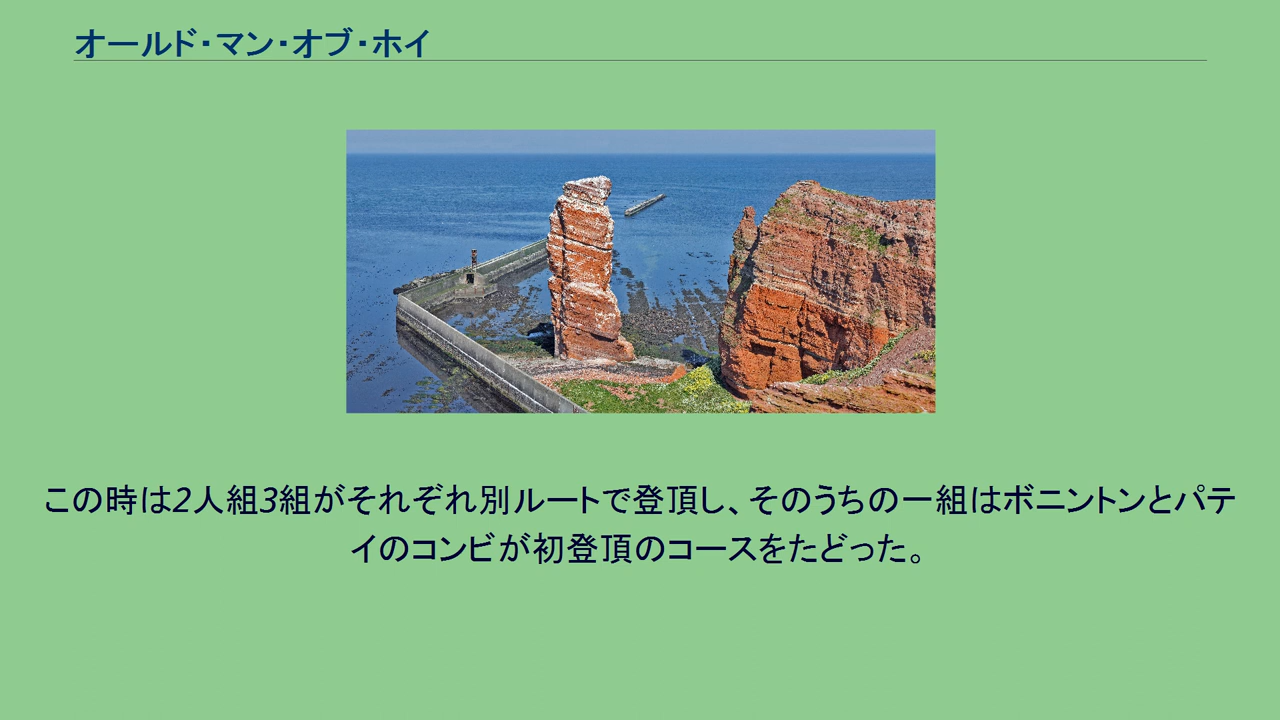 オールド・マン・オブ・ホイ
この時は2人組3組がそれぞれ別ルートで登頂し、そのうちの一組はボニントンとパテ
イのコンビが初登頂のコースをたどった。